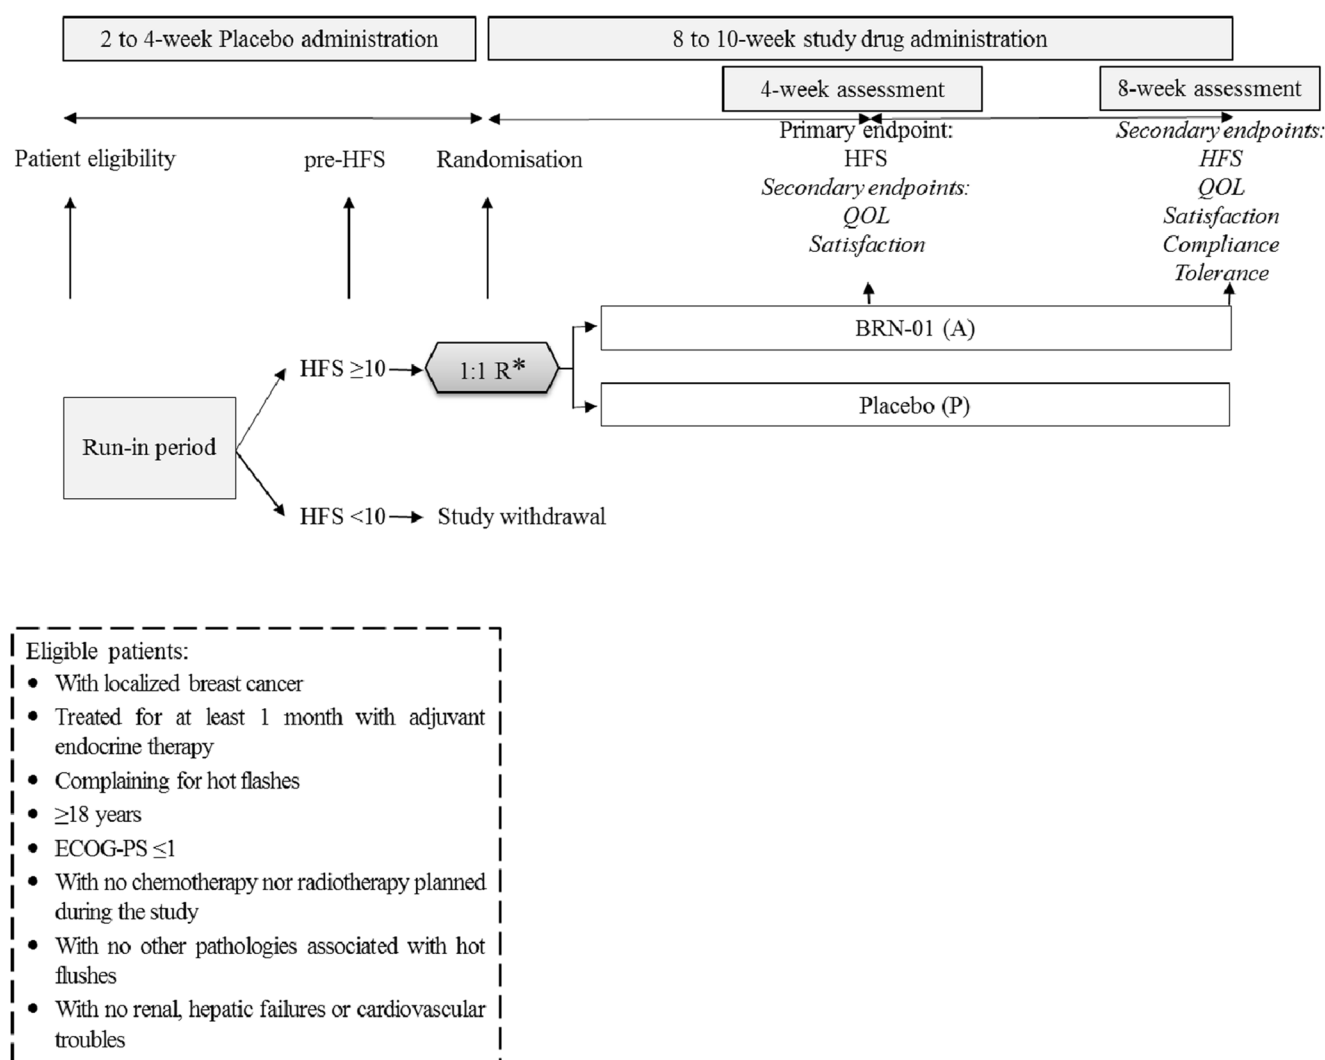 2 to 4-week Placebo administration
8 to 10-week study drug administration
4-week assessment
8-week assessment
Patient eligibility
pre-HFS
Randomisation
Primary endpoint:
HFS
Secondary endpoints:
QOL
Satisfaction
Secondary endpoints:
HFS
QOL
Satisfaction
Compliance
Tolerance
Run-in period
HFS ≥10
1:1 R*
BRN-01 (A)
Placebo (P)
HFS <10
Study withdrawal
Eligible patients:
• With localized breast cancer
• Treated for at least 1 month with adjuvant
endocrine therapy
• Complaining for hot flashes
• ≥18 years
• ECOG-PS ≤1
• With no chemotherapy nor radiotherapy planned
during the study
• With no other pathologies associated with hot
flushes
• With no renal, hepatic failures or cardiovascular
troubles